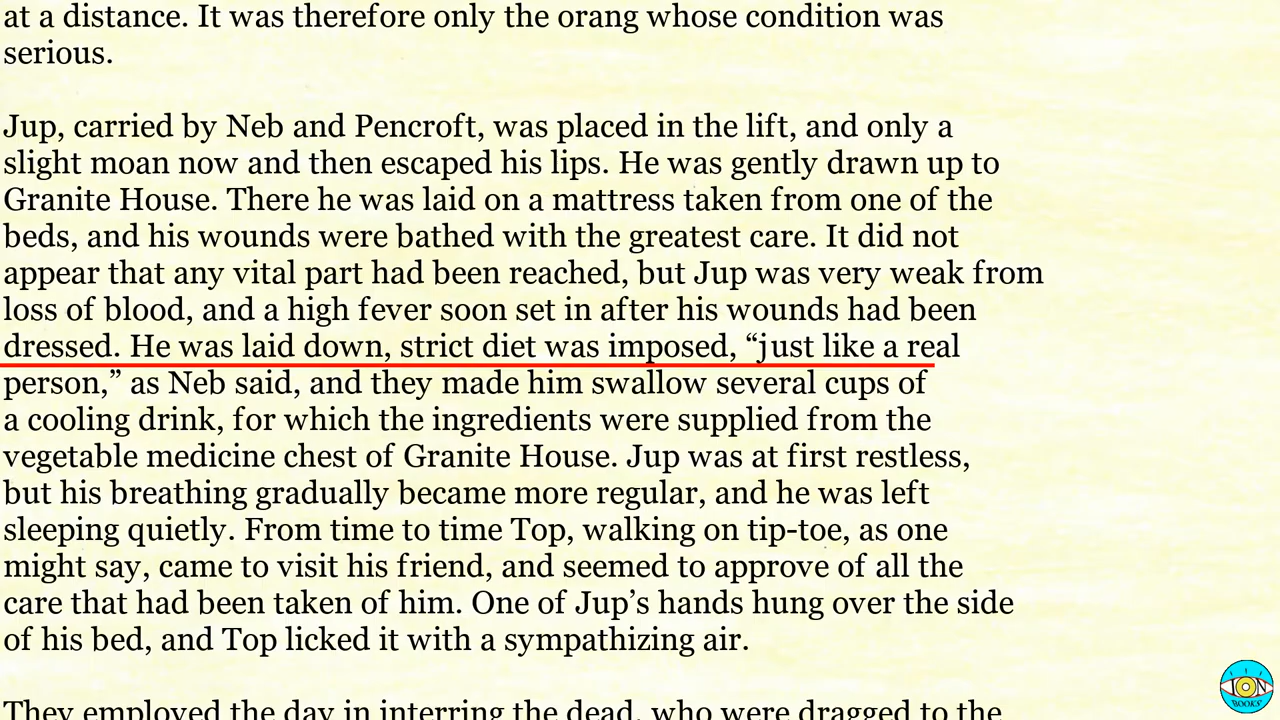 at a distance. It was therefore only the orang whose condition was
serious.
Jup, carried by Neb and Pencroft, was placed in the lift, and only a
slight moan now and then escaped his lips. He was gently drawn up to
Granite House. There he was laid on a mattress taken from one of the
beds, and his wounds were bathed with the greatest care. It did not
appear that any vital part had been reached, but Jup was very weak from
loss of blood, and a high fever soon set in after his wounds had been
dressed. He was laid down, strict diet was imposed, “just like a real
person,” as Neb said, and they made him swallow several cups of
a cooling drink, for which the ingredients were supplied from the
vegetable medicine chest of Granite House. Jup was at first restless,
but his breathing gradually became more regular, and he was left
sleeping quietly. From time to time Top, walking on tip-toe, as one
might say, came to visit his friend, and seemed to approve of all the
care that had been taken of him. One of Jup’s hands hung over the side
of his bed, and Top licked it with a sympathizing air.
They employed the day in interring the dead, who were dragged to the
I
ION
BOOKS